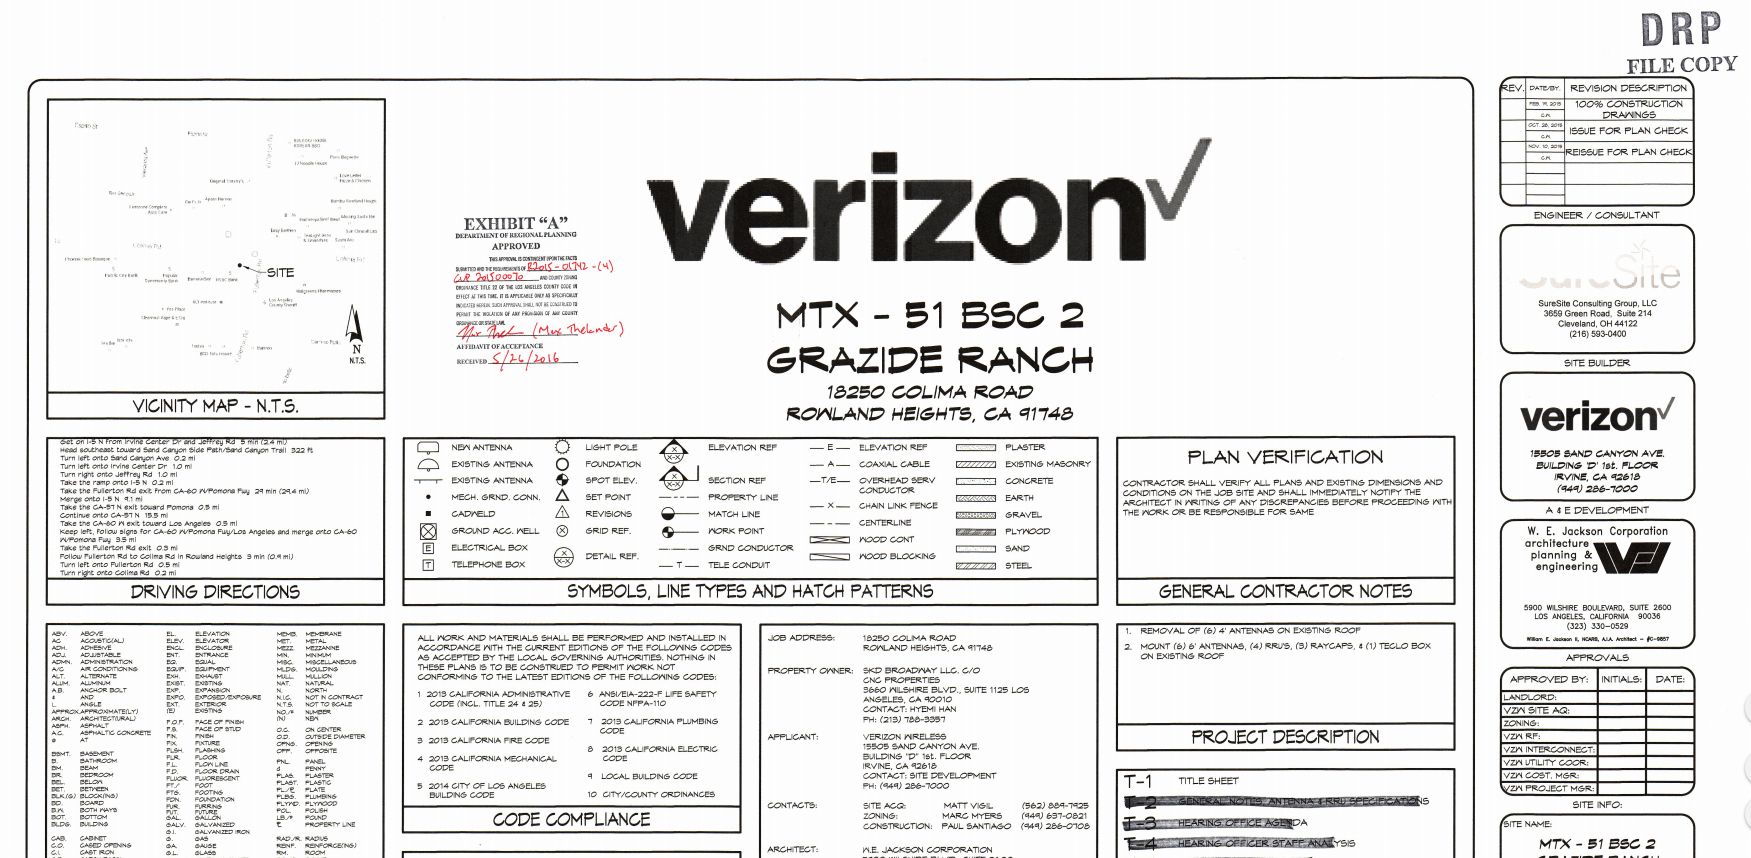 DRP
FILE COPY
SITE
N
N.T.S.
VICINITY MAP - N.T.S.
EXHIBIT “A”
DEPARTMENT OF REGIONAL PLANNING
APPROVED
THIS APPROVAL IS CONTINGENT UPON THE FACTS
SUBMITTED AND THE REQUIREMENTS OF R2015-01742-(4)
CUP 201500070 AND COUNTY ZONING
ORDINANCE TITLE 22 OF THE LOS ANGELES COUNTY CODE IN
EFFECT AT THIS TIME. IT IS APPLICABLE ONLY AS SPECIFICALLY
INDICATED HEREIN. SUCH APPROVAL SHALL NOT BE CONSTRUED TO
PERMIT THE VIOLATION OF ANY PROVISION OF ANY COUNTY
ORDINANCE OR STATE LAW.
(Max Thelander)
AFFIDAVIT OF ACCEPTANCE
RECEIVED 5/26/2016
verizon
MTX - 51 BSC 2
GRAZIDE RANCH
18250 COLIMA ROAD
ROWLAND HEIGHTS, CA 91748
Get on I-5 N from Irvine Center Dr and Jeffrey Rd 5 min (2.4 mi)
Head southeast toward Sand Canyon Side Path/Sand Canyon Trail 322 ft
Turn left onto Sand Canyon Ave 0.2 mi
Turn left onto Irvine Center Dr 1.0 mi
Turn right onto Jeffrey Rd 1.0 mi
Take the ramp onto I-5 N 0.2 mi
Take the Fullerton Rd exit from CA-60 W/Pomona Fwy 29 min (29.4 mi)
Merge onto I-5 N 9.1 mi
Take the CA-57 N exit toward Pomona 0.5 mi
Continue onto CA-57 N 15.5 mi
Take the CA-60 W exit toward Los Angeles 0.5 mi
Keep left, follow signs for CA-60 W/Pomona Fwy/Los Angeles and merge onto CA-60
W/Pomona Fwy 3.5 mi
Take the Fullerton Rd exit 0.3 mi
Follow Fullerton Rd to Colima Rd in Rowland Heights 3 min (0.9 mi)
Turn left onto Fullerton Rd 0.5 mi
Turn right onto Colima Rd 0.2 mi
DRIVING DIRECTIONS
NEW ANTENNA
EXISTING ANTENNA
EXISTING ANTENNA
MECH. GRND. CONN.
CADWELD
GROUND ACC. WELL
E ELECTRICAL BOX
T TELEPHONE BOX
LIGHT POLE
FOUNDATION
SPOT ELEV.
SET POINT
REVISIONS
X GRID REF.
X
X-X DETAIL REF.
X
X-X ELEVATION REF
X
X-X SECTION REF
PROPERTY LINE
MATCH LINE
WORK POINT
GRND CONDUCTOR
T TELE CONDUIT
E ELEVATION REF
A COAXIAL CABLE
T/E OVERHEAD SERV
CONDUCTOR
X CHAIN LINK FENCE
CENTERLINE
WOOD CONT
WOOD BLOCKING
PLASTER
EXISTING MASONRY
CONCRETE
EARTH
GRAVEL
PLYWOOD
SAND
STEEL
SYMBOLS, LINE TYPES AND HATCH PATTERNS
PLAN VERIFICATION
CONTRACTOR SHALL VERIFY ALL PLANS AND EXISTING DIMENSIONS AND
CONDITIONS ON THE JOB SITE AND SHALL IMMEDIATELY NOTIFY THE
ARCHITECT IN WRITING OF ANY DISCREPANCIES BEFORE PROCEEDING WITH
THE WORK OR BE RESPONSIBLE FOR SAME
GENERAL CONTRACTOR NOTES
ABV. ABOVE
AC ACOUSTIC(AL)
ADH. ADHESIVE
ADJ. ADJUSTABLE
ADMN. ADMINISTRATION
A/C AIR CONDITIONING
ALT. ALTERNATE
ALUM. ALUMINUM
A.B. ANCHOR BOLT
& AND
L ANGLE
APPROX. APPROXIMATE(LY)
ARCH. ARCHITECT(URAL)
ASPH. ASPHALT
A.C. ASPHALTIC CONCRETE
@ AT
BSMT. BASEMENT
B. BATHROOM
BM. BEAM
BR. BEDROOM
BEL. BELOW
BET. BETWEEN
BLK.(G) BLOCK(ING)
BD. BOARD
B.W. BOTH WAYS
BOT. BOTTOM
BLDG. BUILDING
CAB. CABINET
C.O. CASED OPENING
C.I. CAST IRON
EL. ELEVATION
ELEV. ELEVATOR
ENCL. ENCLOSURE
ENT. ENTRANCE
EQ. EQUAL
EQUIP. EQUIPMENT
EXH. EXHAUST
EXIST. EXISTING
EXP. EXPANSION
EXPO. EXPOSED/EXPOSURE
EXT. EXTERIOR
(E) EXISTING
F.O.F. FACE OF FINISH
F.S. FACE OF STUD
FIN. FINISH
FIX. FIXTURE
FLSH. FLASHING
FLR. FLOOR
F.L. FLOW LINE
F.D. FLOOR DRAIN
FLUOR. FLUORESCENT
FT./ FOOT
FTG. FOOTING
FDN. FOUNDATION
FUR. FURRING
FUT. FUTURE
GAL. GALLON
GALV. GALVANIZED
G.I. GALVANIZED IRON
G. GAS
GA. GAUGE
G.L. GLASS
MEMB. MEMBRANE
MET. METAL
MEZZ. MEZZANINE
MIN. MINIMUM
MISC. MISCELLANEOUS
MLDG. MOULDING
MULL. MULLION
NAT. NATURAL
N. NORTH
N.I.C. NOT IN CONTRACT
N.T.S. NOT TO SCALE
NO./# NUMBER
(N) NEW
O.C. ON CENTER
O.D. OUTSIDE DIAMETER
OPNG. OPENING
OPP. OPPOSITE
PNL. PANEL
d PENNY
PLAS. PLASTER
PLAST. PLASTIC
PL/ PLATE
PLBG. PLUMBING
PLYWD. PLYWOOD
POL. POLISH
LB/# POUND
PROPERTY LINE
RAD./R. RADIUS
RENF. REINFORCE(ING)
RM. ROOM
ALL WORK AND MATERIALS SHALL BE PERFORMED AND INSTALLED IN
ACCORDANCE WITH THE CURRENT EDITIONS OF THE FOLLOWING CODES
AS ACCEPTED BY THE LOCAL GOVERNING AUTHORITIES. NOTHING IN
THESE PLANS IS TO BE CONSTRUED TO PERMIT WORK NOT
CONFORMING TO THE LATEST EDITIONS OF THE FOLLOWING CODES:
1 2013 CALIFORNIA ADMINISTRATIVE
CODE (INCL. TITLE 24 & 25)
2 2013 CALIFORNIA BUILDING CODE
3 2013 CALIFORNIA FIRE CODE
4 2013 CALIFORNIA MECHANICAL
CODE
5 2014 CITY OF LOS ANGELES
BUILDING CODE
6 ANSI/EIA-222-F LIFE SAFETY
CODE NFPA-110
7 2013 CALIFORNIA PLUMBING
CODE
8 2013 CALIFORNIA ELECTRIC
CODE
9 LOCAL BUILDING CODE
10 CITY/COUNTY ORDINANCES
CODE COMPLIANCE
JOB ADDRESS: 18250 COLIMA ROAD
ROWLAND HEIGHTS, CA 91748
PROPERTY OWNER: SKD BROADWAY LLC. C/O
CNC PROPERTIES
3660 WILSHIRE BLVD., SUITE 1125 LOS
ANGELES, CA 90010
CONTACT: HYEMI HAN
PH: (213) 788-3357
APPLICANT: VERIZON WIRELESS
15505 SAND CANYON AVE.
BUILDING "D" 1st. FLOOR
IRVINE, CA 92618
CONTACT: SITE DEVELOPMENT
PH: (949) 286-7000
CONTACTS: SITE ACQ: MATT VIGIL (562) 889-7925
ZONING: MARC MYERS (949) 637-0821
CONSTRUCTION: PAUL SANTIAGO (949) 286-0708
ARCHITECT: W.E. JACKSON CORPORATION
1. REMOVAL OF (6) 4' ANTENNAS ON EXISTING ROOF
2. MOUNT (6) 6' ANTENNAS, (4) RRU'S, (3) RAYCAPS, & (1) TECLO BOX
ON EXISTING ROOF
PROJECT DESCRIPTION
T-1 TITLE SHEET
T-2 GENERAL NOTES, ANTENNA & RRU SPECIFICATIONS
T-3 HEARING OFFICE AGENDA
T-4 HEARING OFFICER STAFF ANALYSIS
REV. DATE/BY. REVISION DESCRIPTION
FEB. 19, 2015 100% CONSTRUCTION
C.M. DRAWINGS
OCT. 28, 2015 ISSUE FOR PLAN CHECK
C.M.
NOV. 10, 2015 REISSUE FOR PLAN CHECK
C.M.
ENGINEER / CONSULTANT
SureSite
SureSite Consulting Group, LLC
3659 Green Road, Suite 214
Cleveland, OH 44122
(216) 593-0400
SITE BUILDER
verizon
15505 SAND CANYON AVE.
BUILDING 'D' 1st. FLOOR
IRVINE, CA 92618
(949) 286-7000
A & E DEVELOPMENT
W. E. Jackson Corporation
architecture
planning &
engineering
5900 WILSHIRE BOULEVARD, SUITE 2600
LOS ANGELES, CALIFORNIA 90036
(323) 330-0529
William E. Jackson II, NCARB, A.I.A. Architect - #C-9857
APPROVALS
APPROVED BY: INITIALS: DATE:
LANDLORD:
VZW SITE AQ:
ZONING:
VZW RF:
VZW INTERCONNECT:
VZW UTILITY COOR:
VZW COST. MGR:
VZW PROJECT MGR:
SITE INFO:
SITE NAME:
MTX - 51 BSC 2
GRAZIDE RANCH